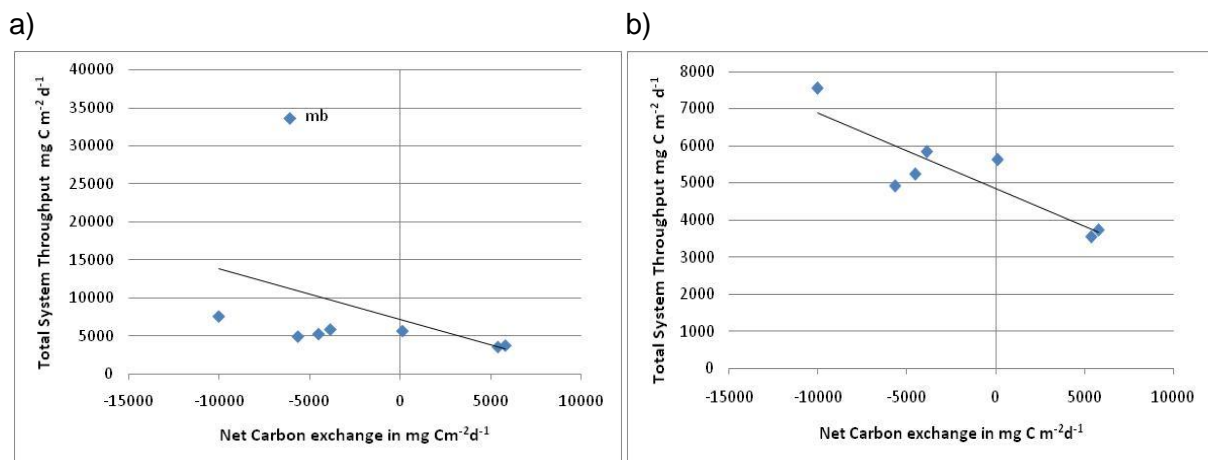 a)
Total System Throughput mg C m⁻² d⁻¹
40000
35000
30000
25000
20000
15000
10000
5000
0
mb
-15000 -10000 -5000 0 5000 10000
Net Carbon exchange in mg Cm⁻²d⁻¹
b)
Total System Throughput mg C m⁻² d⁻¹
8000
7000
6000
5000
4000
3000
2000
1000
0
-15000 -10000 -5000 0 5000 10000
Net Carbon exchange in mg C m⁻²d⁻¹